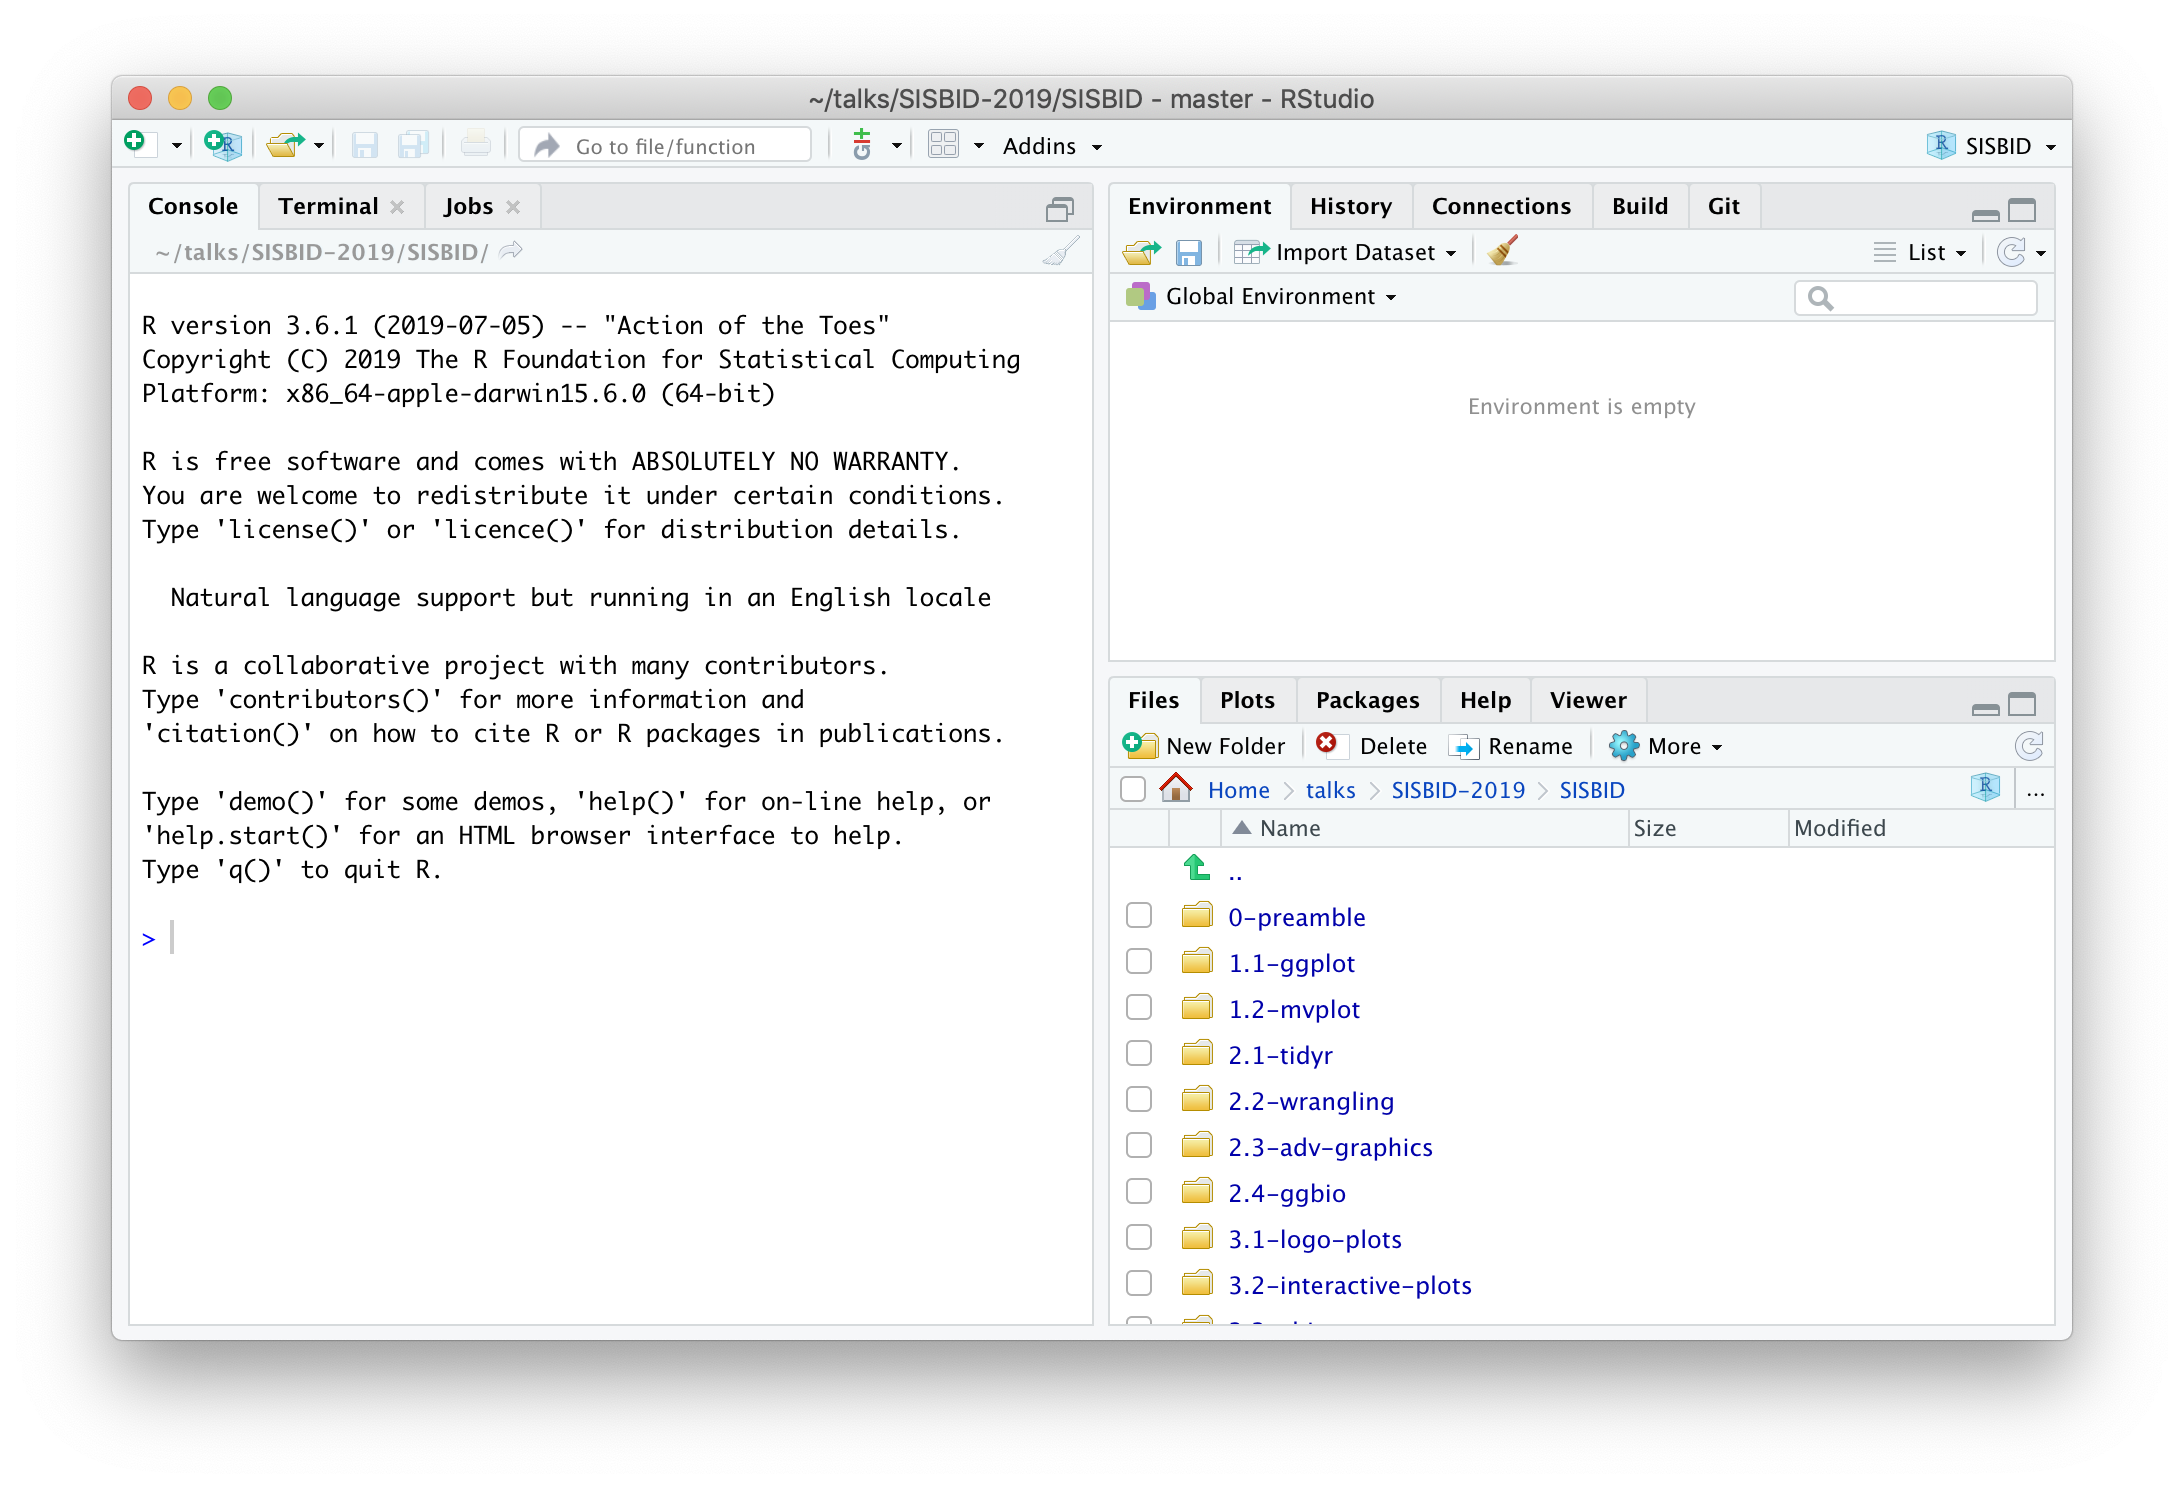 ~/talks/SISBID-2019/SISBID - master - RStudio
Go to file/function
Addins
SISBID
Console Terminal Jobs
~/talks/SISBID-2019/SISBID/
R version 3.6.1 (2019-07-05) -- "Action of the Toes"
Copyright (C) 2019 The R Foundation for Statistical Computing
Platform: x86_64-apple-darwin15.6.0 (64-bit)
R is free software and comes with ABSOLUTELY NO WARRANTY.
You are welcome to redistribute it under certain conditions.
Type 'license()' or 'licence()' for distribution details.
Natural language support but running in an English locale
R is a collaborative project with many contributors.
Type 'contributors()' for more information and
'citation()' on how to cite R or R packages in publications.
Type 'demo()' for some demos, 'help()' for on-line help, or
'help.start()' for an HTML browser interface to help.
Type 'q()' to quit R.
>
Environment History Connections Build Git
Import Dataset List
Global Environment
Environment is empty
Files Plots Packages Help Viewer
New Folder Delete Rename More
Home talks SISBID-2019 SISBID ...
Name Size Modified
..
0-preamble
1.1-ggplot
1.2-mvplot
2.1-tidyr
2.2-wrangling
2.3-adv-graphics
2.4-ggbio
3.1-logo-plots
3.2-interactive-plots